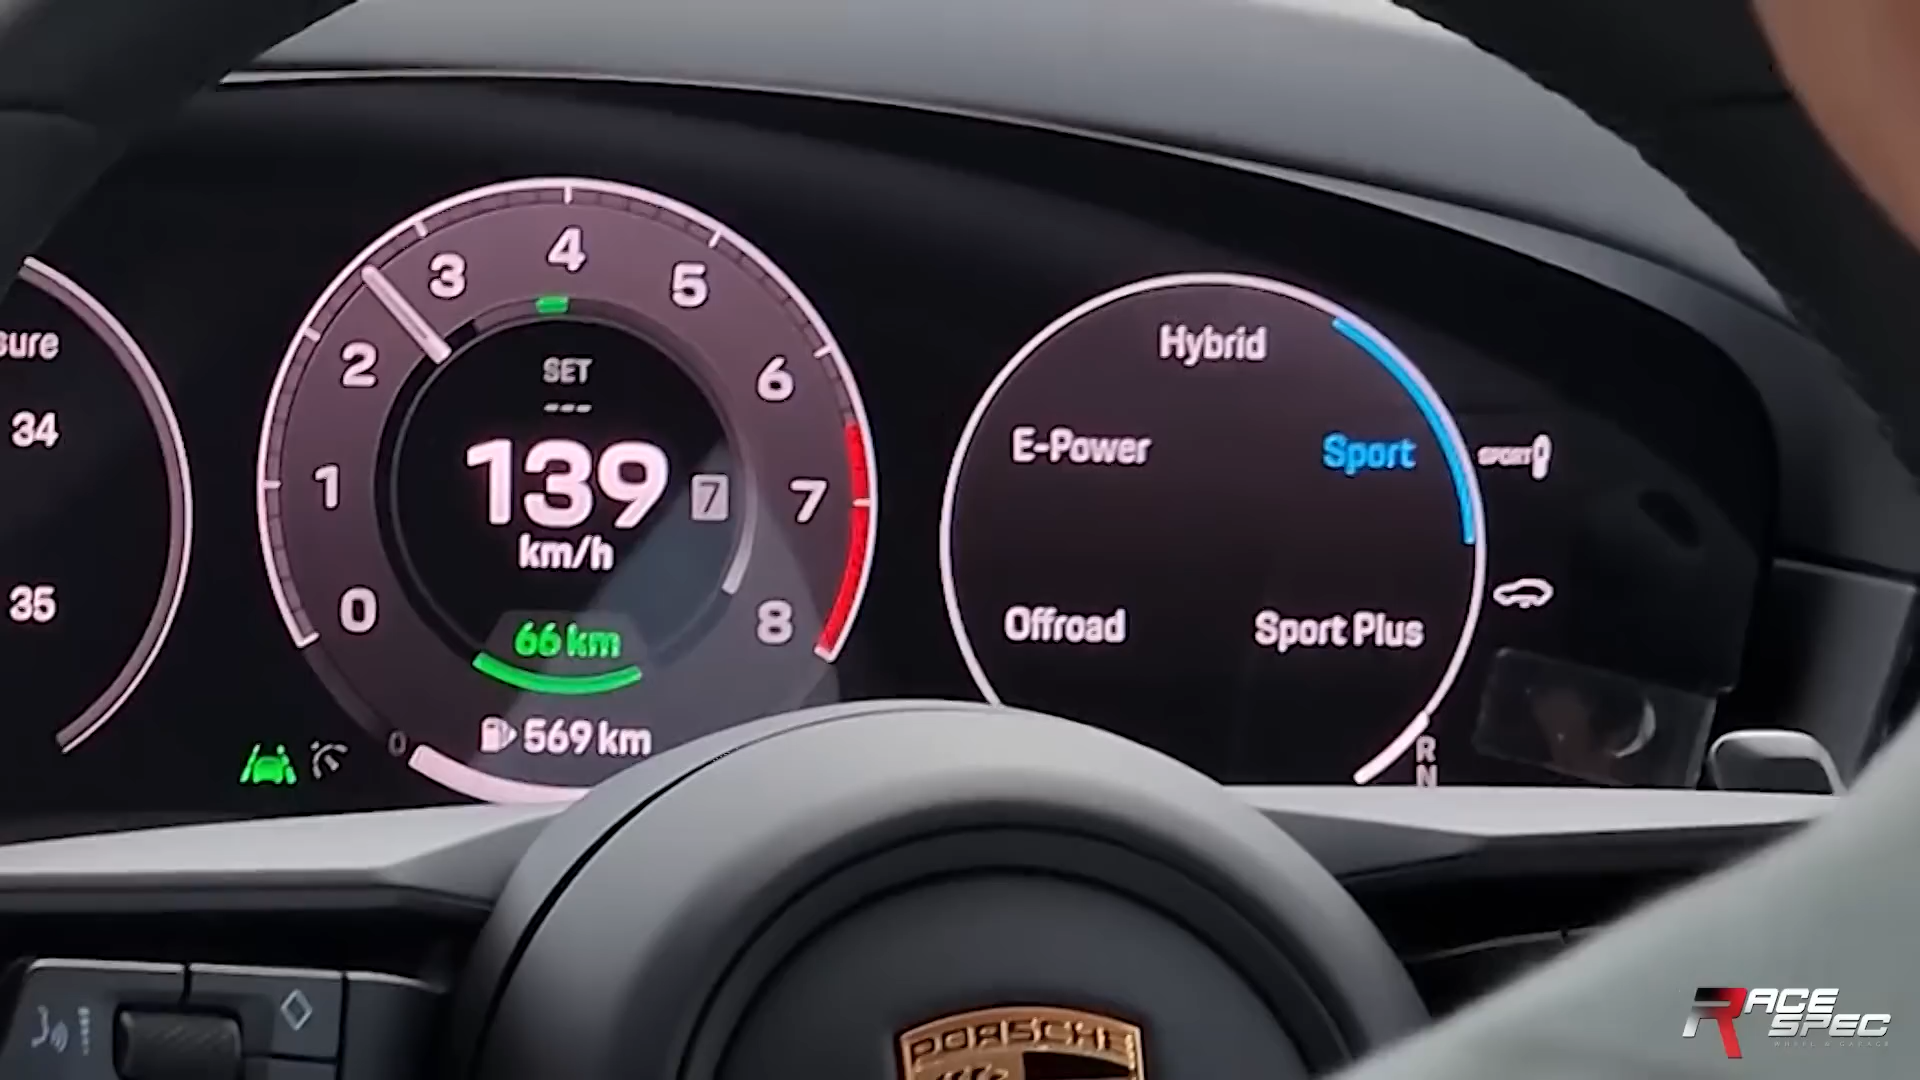 sure
34
35
0
1
2
3
4
5
6
7
8
SET
---
139
7
km/h
66 km
569 km
0
Hybrid
E-Power
Sport
Offroad
Sport Plus
SPORT
R
N
PORSCHE
RACE
SPEC